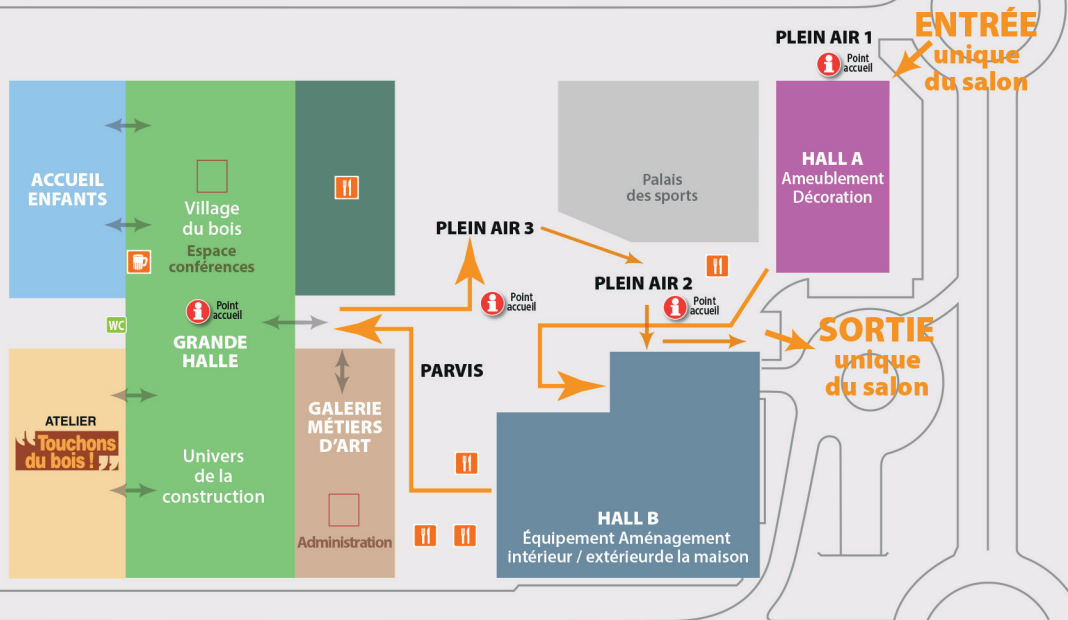 ENTRÉE
unique
du salon
PLEIN AIR 1
Point
accueil
HALL A
Ameublement
Décoration
Palais
des sports
ACCUEIL
ENFANTS
Village
du bois
Espace
conférences
PLEIN AIR 3
PLEIN AIR 2
Point
accueil
Point
accueil
Point
accueil
WC
GRANDE
HALLE
SORTIE
unique
du salon
PARVIS
GALERIE
MÉTIERS
D'ART
ATELIER
Touchons
du bois !
Univers
de la
construction
Administration
HALL B
Équipement Aménagement
intérieur / extérieurde la maison